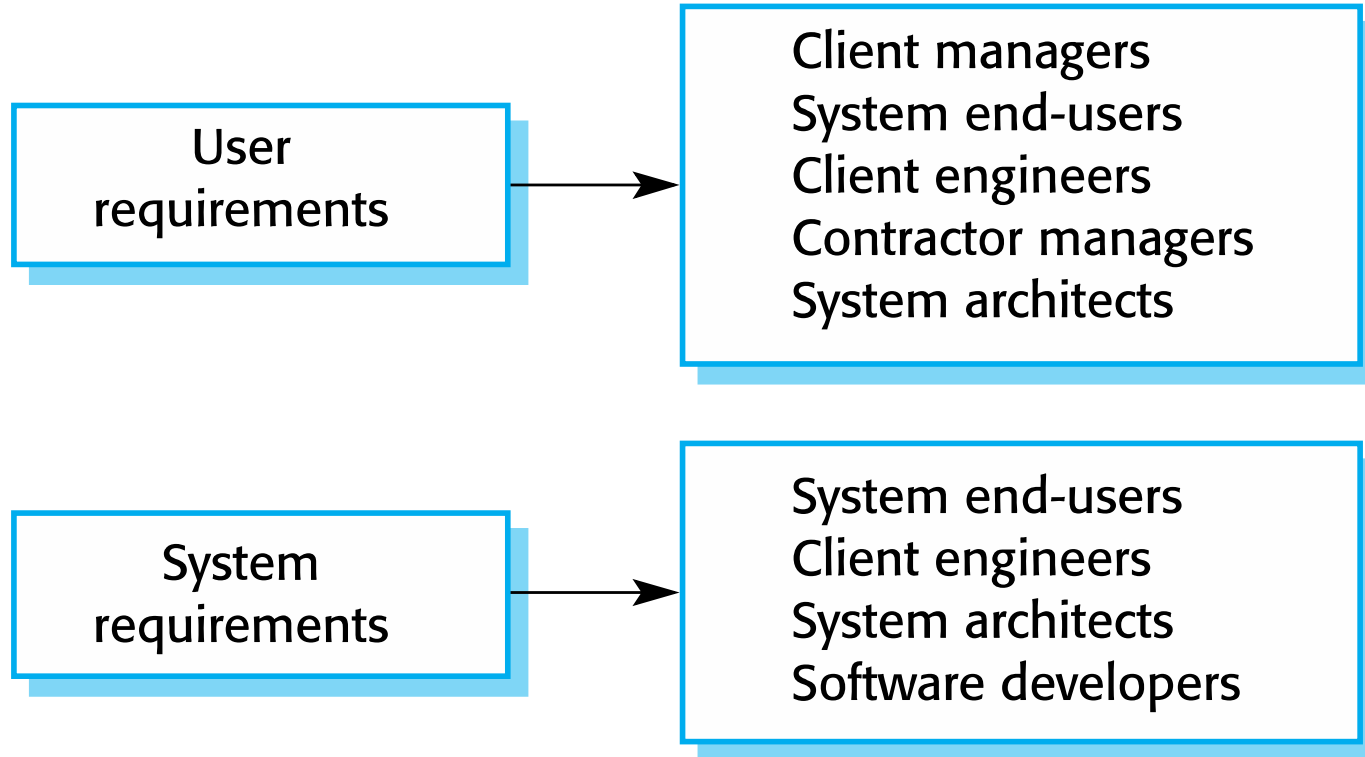 User
requirements
Client managers
System end-users
Client engineers
Contractor managers
System architects
System
requirements
System end-users
Client engineers
System architects
Software developers